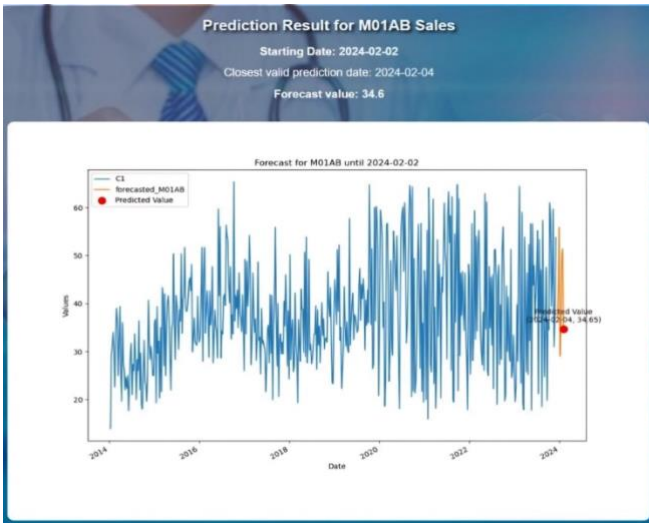 Prediction Result for M01AB Sales
Starting Date: 2024-02-02
Closest valid prediction date: 2024-02-04
Forecast value: 34.6
Forecast for M01AB until 2024-02-02
C1
forecasted_M01AB
Predicted Value
60
50
40
30
20
Values
Predicted Value
(2024-02-04, 34.65)
2014
2016
2018
2020
2022
2024
Date